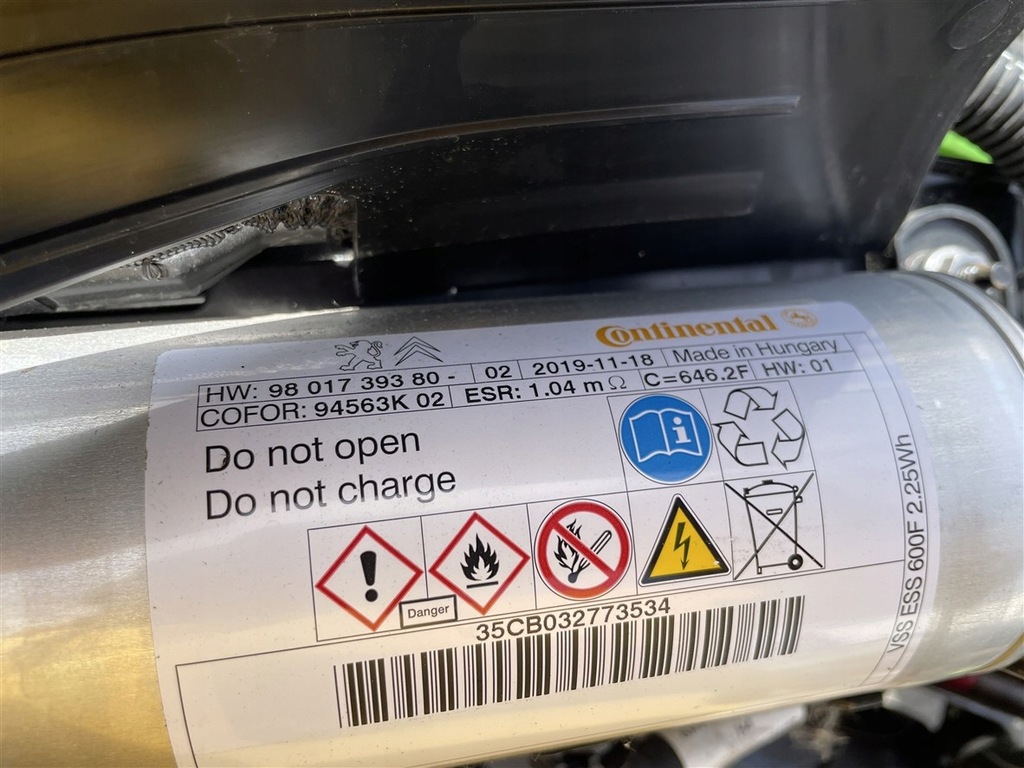 Continental
HW: 98 017 393 80 - 02 2019-11-18 Made in Hungary
COFOR: 94563K 02 ESR: 1.04 mΩ C=646.2F HW: 01
Do not open
Do not charge
i
!
Danger
35CB032773534
VSS ESS 600F 2.25Wh